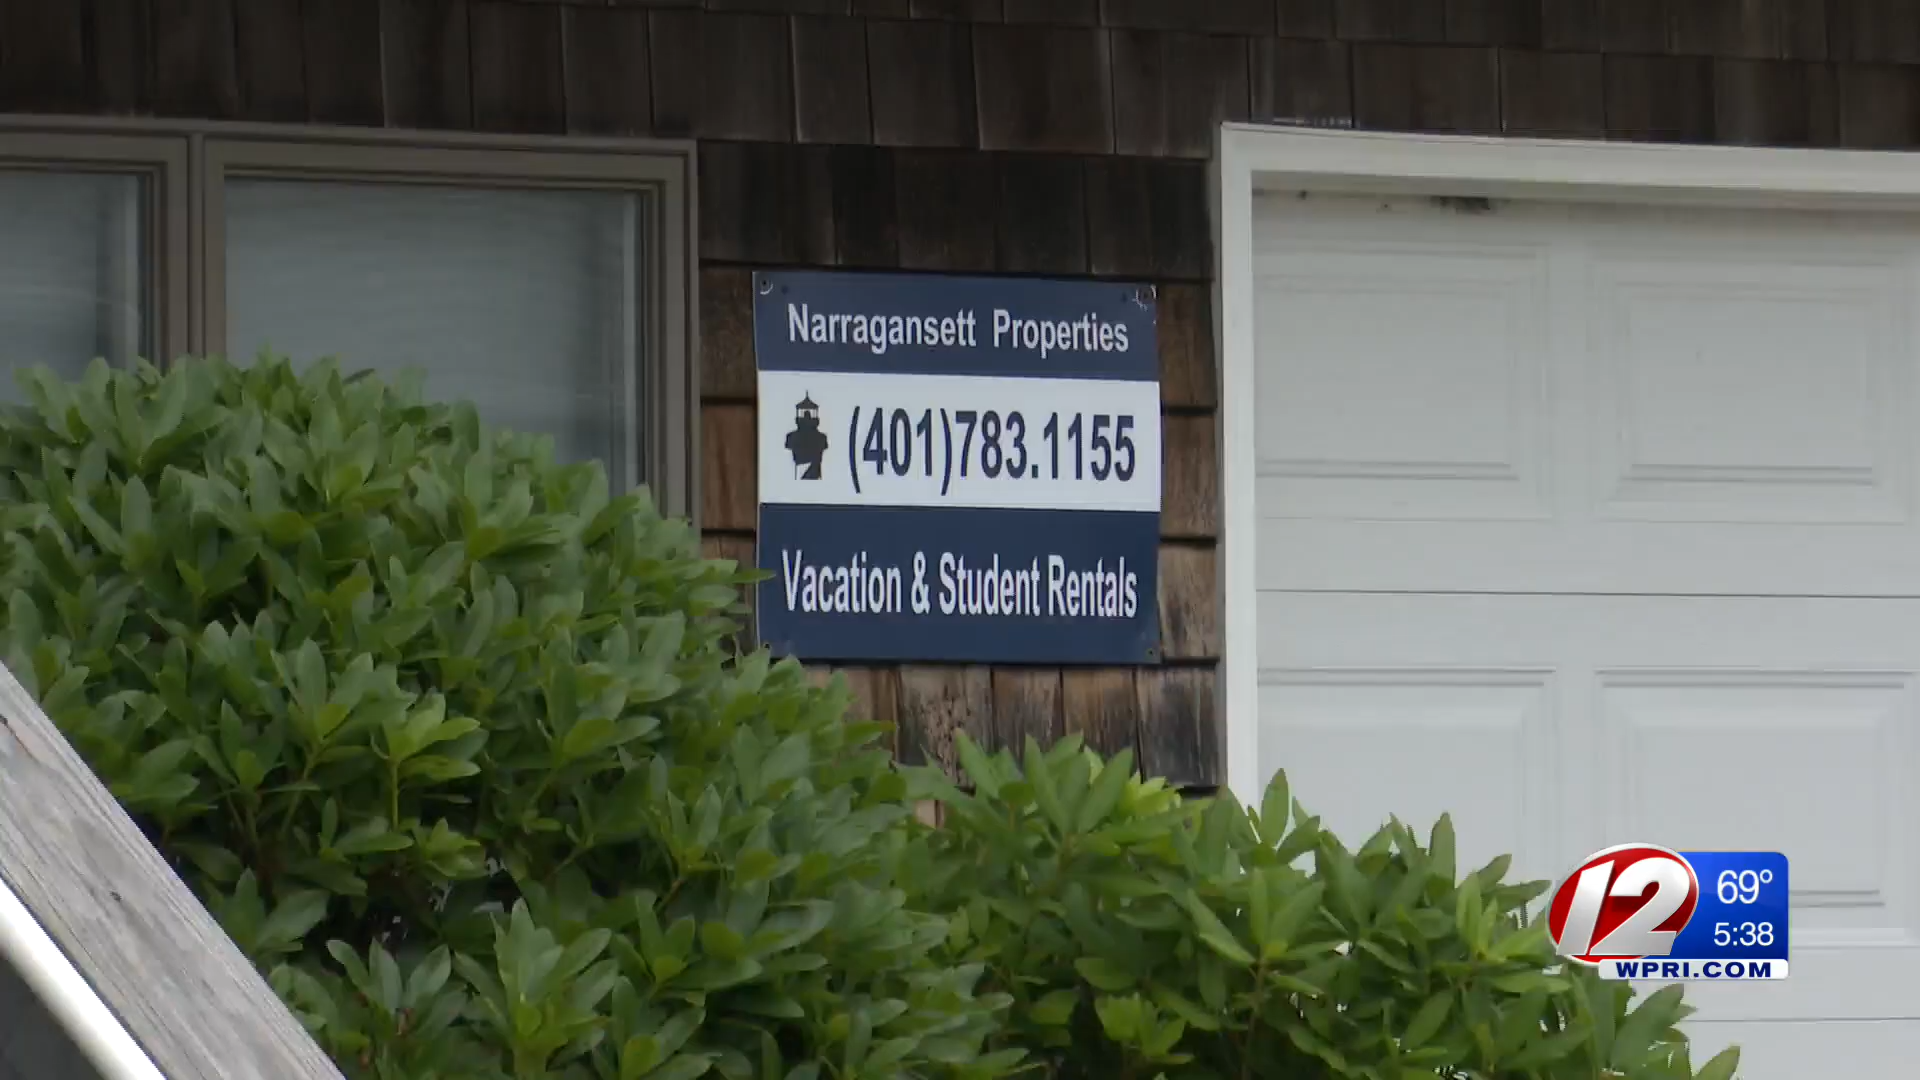 Narragansett Properties
(401)783.1155
Vacation & Student Rentals
12
69°
5:38
WPRI.COM